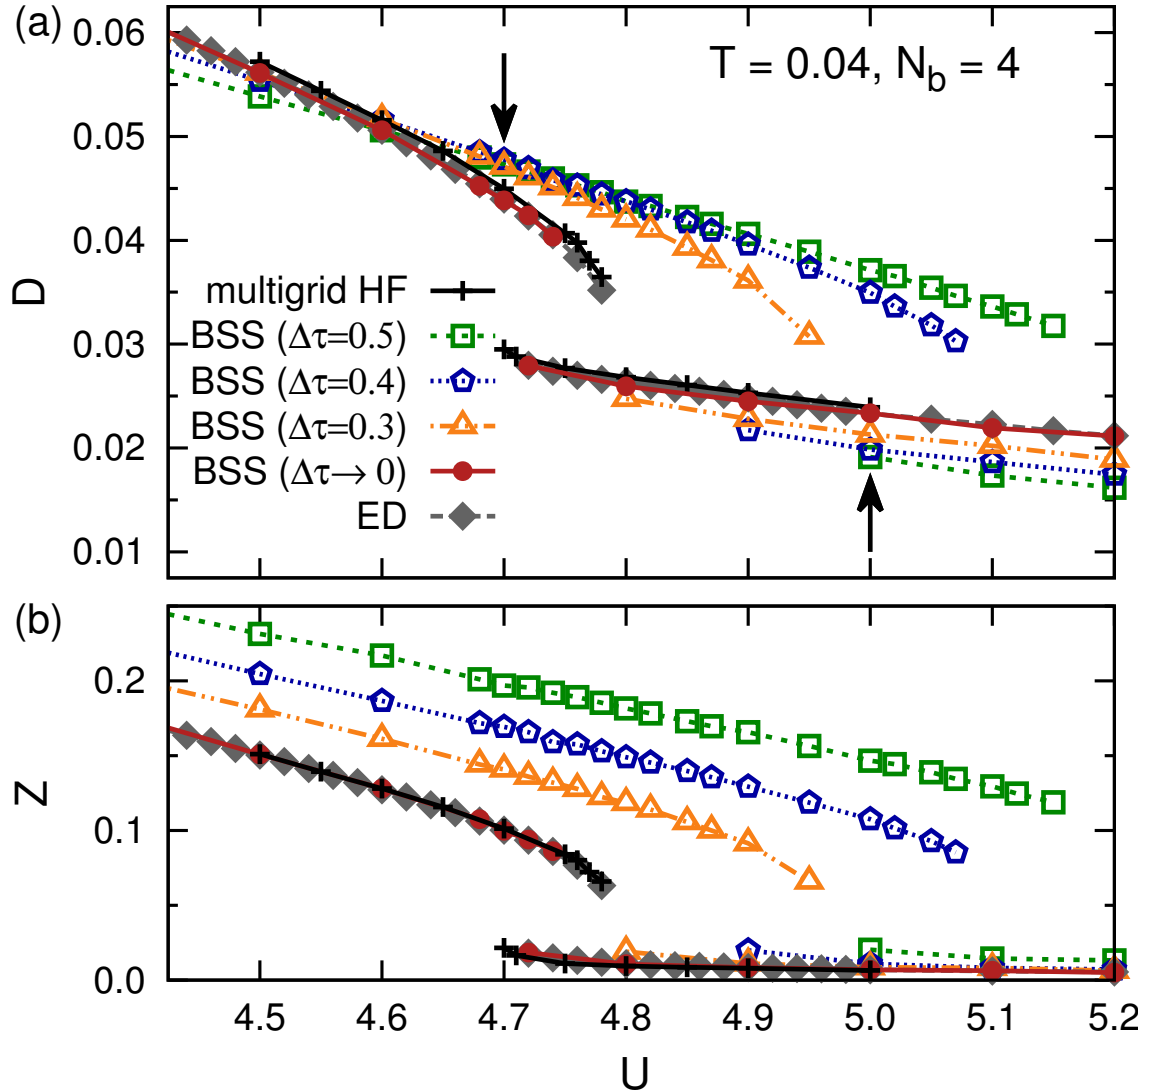 (a)
T = 0.04, N_b = 4
0.06
0.05
0.04
0.03
0.02
0.01
D
multigrid HF
BSS (Δτ=0.5)
BSS (Δτ=0.4)
BSS (Δτ=0.3)
BSS (Δτ→ 0)
ED
(b)
0.2
0.1
0.0
Z
4.5 4.6 4.7 4.8 4.9 5.0 5.1 5.2
U